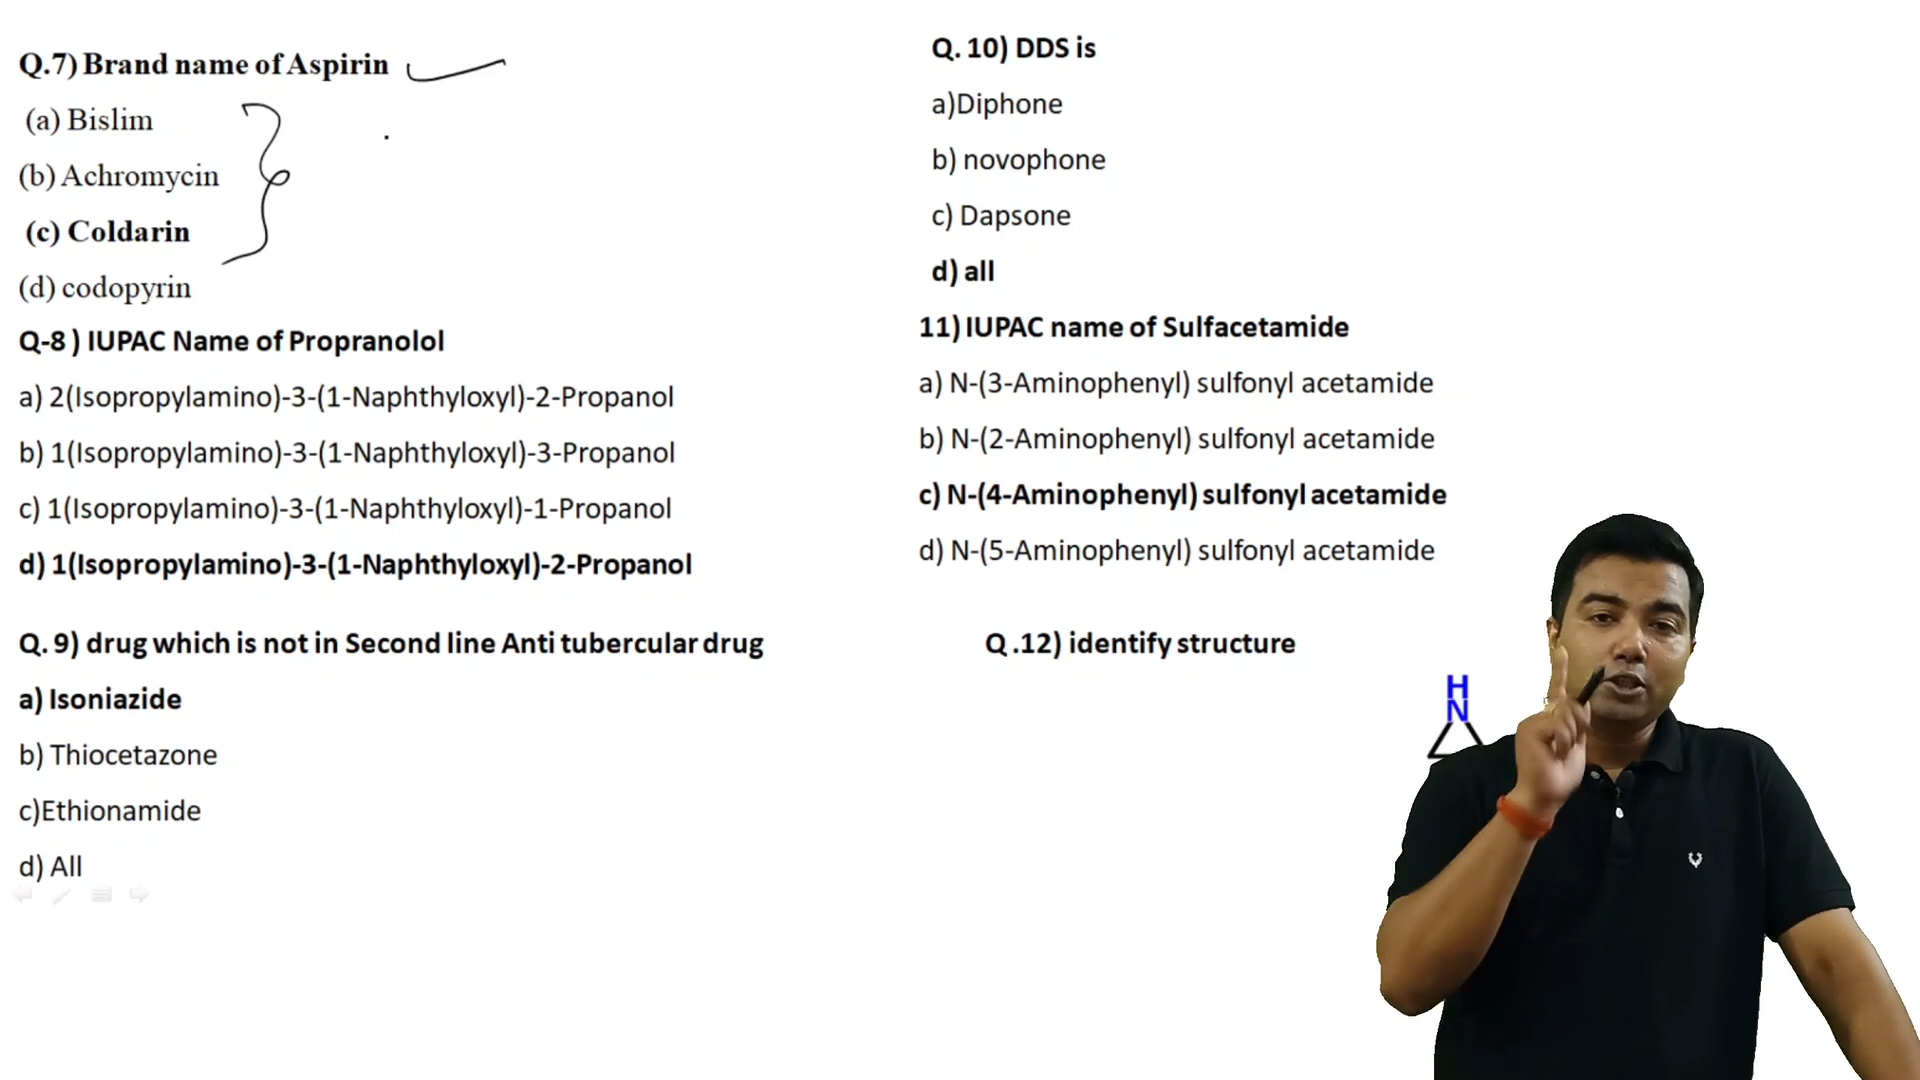 Q.7) Brand name of Aspirin
(a) Bislim
(b) Achromycin
(c) Coldarin
(d) codopyrin
Q-8 ) IUPAC Name of Propranolol
a) 2(Isopropylamino)-3-(1-Naphthyloxyl)-2-Propanol
b) 1(Isopropylamino)-3-(1-Naphthyloxyl)-3-Propanol
c) 1(Isopropylamino)-3-(1-Naphthyloxyl)-1-Propanol
d) 1(Isopropylamino)-3-(1-Naphthyloxyl)-2-Propanol
Q. 9) drug which is not in Second line Anti tubercular drug
a) Isoniazide
b) Thiocetazone
c)Ethionamide
d) All
Q. 10) DDS is
a)Diphone
b) novophone
c) Dapsone
d) all
11) IUPAC name of Sulfacetamide
a) N-(3-Aminophenyl) sulfonyl acetamide
b) N-(2-Aminophenyl) sulfonyl acetamide
c) N-(4-Aminophenyl) sulfonyl acetamide
d) N-(5-Aminophenyl) sulfonyl acetamide
Q .12) identify structure
H
N